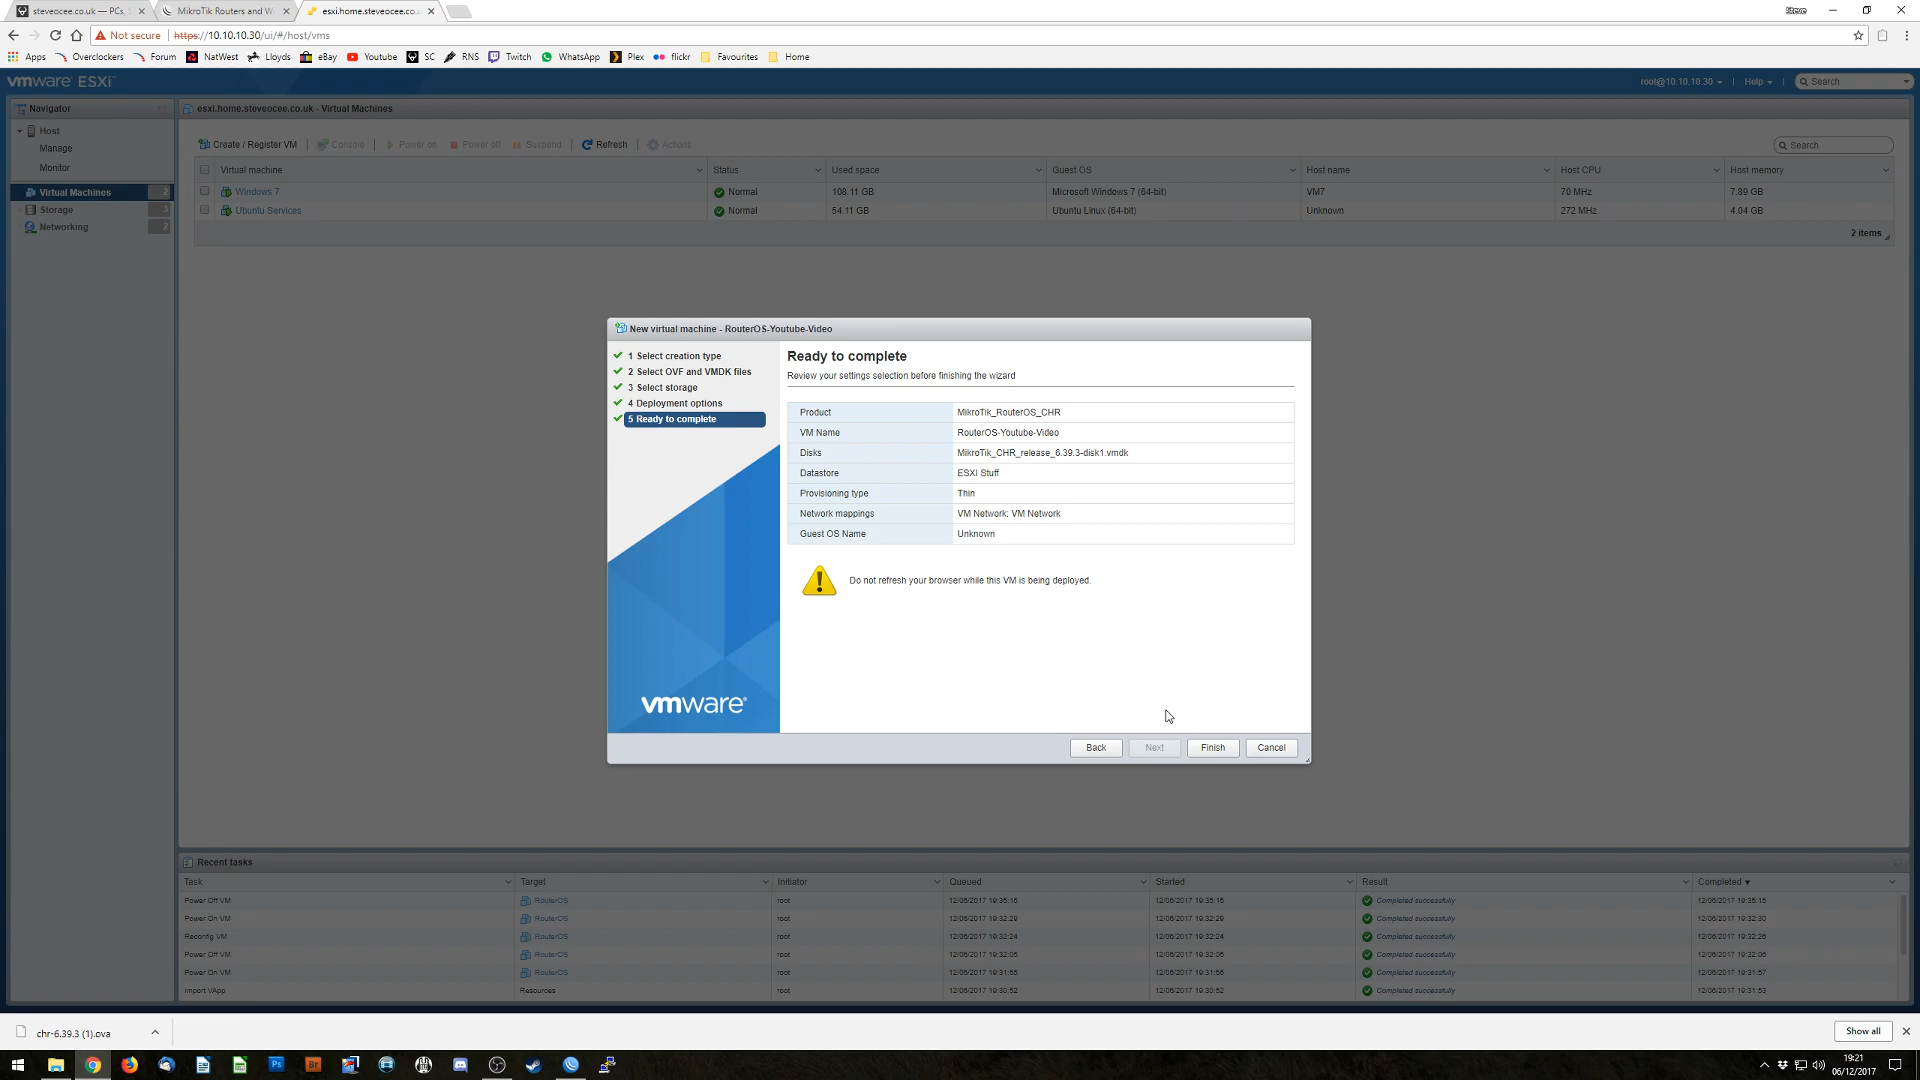 steveocee.co.uk — PCs,
MikroTik Routers and W
esxi.home.steveocee.co
Steve
Not secure https://10.10.10.30/ui/#/host/vms
Apps Overclockers Forum NatWest Lloyds eBay Youtube SC RNS Twitch WhatsApp Plex flickr Favourites Home
vmware ESXi
root@10.10.10.30 Help Search
Navigator
Host
Manage
Monitor
Virtual Machines 2
Storage 3
Networking 2
esxi.home.steveocee.co.uk - Virtual Machines
Create / Register VM Console Power on Power off Suspend Refresh Actions Search
Virtual machine Status Used space Guest OS Host name Host CPU Host memory
Windows 7 Normal 108.11 GB Microsoft Windows 7 (64-bit) VM7 70 MHz 7.89 GB
Ubuntu Services Normal 54.11 GB Ubuntu Linux (64-bit) Unknown 272 MHz 4.04 GB
2 items
New virtual machine - RouterOS-Youtube-Video
1 Select creation type
2 Select OVF and VMDK files
3 Select storage
4 Deployment options
5 Ready to complete
vmware
Ready to complete
Review your settings selection before finishing the wizard
Product MikroTik_RouterOS_CHR
VM Name RouterOS-Youtube-Video
Disks MikroTik_CHR_release_6.39.3-disk1.vmdk
Datastore ESXI Stuff
Provisioning type Thin
Network mappings VM Network: VM Network
Guest OS Name Unknown
Do not refresh your browser while this VM is being deployed.
Back Next Finish Cancel
Recent tasks
Task Target Initiator Queued Started Result Completed ▼
Power Off VM RouterOS root 12/06/2017 19:35:15 12/06/2017 19:35:15 Completed successfully 12/06/2017 19:35:15
Power On VM RouterOS root 12/06/2017 19:32:29 12/06/2017 19:32:29 Completed successfully 12/06/2017 19:32:30
Reconfig VM RouterOS root 12/06/2017 19:32:24 12/06/2017 19:32:24 Completed successfully 12/06/2017 19:32:26
Power Off VM RouterOS root 12/06/2017 19:32:06 12/06/2017 19:32:06 Completed successfully 12/06/2017 19:32:06
Power On VM RouterOS root 12/06/2017 19:31:56 12/06/2017 19:31:56 Completed successfully 12/06/2017 19:31:57
Import VApp Resources root 12/06/2017 19:30:52 12/06/2017 19:30:52 Completed successfully 12/06/2017 19:31:53
chr-6.39.3 (1).ova
Show all
Ps Br
19:21
06/12/2017